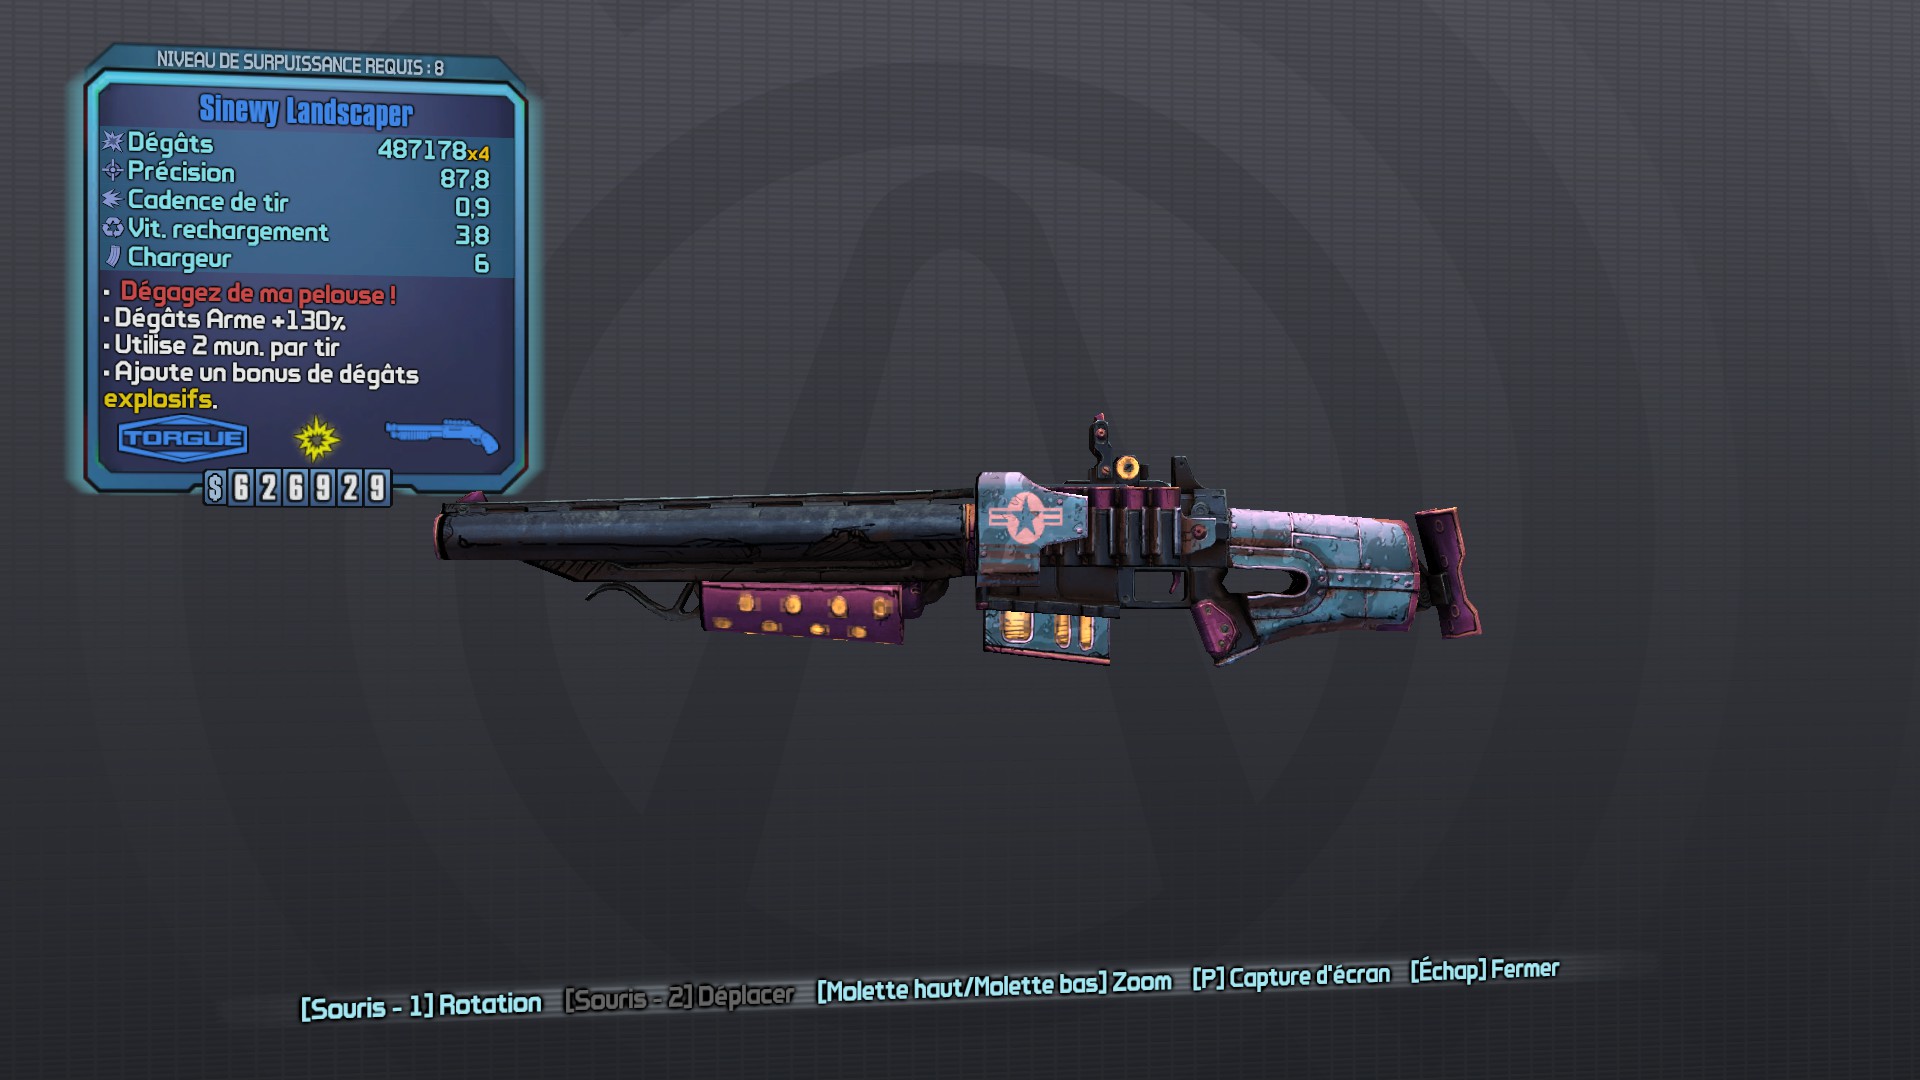 NIVEAU DE SURPUISSANCE REQUIS : 8
Sinewy Landscaper
Dégâts 487178x4
Précision 87,8
Cadence de tir 0,9
Vit. rechargement 3,8
Chargeur 6
• Dégagez de ma pelouse !
• Dégâts Arme +130%
• Utilise 2 mun. par tir
• Ajoute un bonus de dégâts
explosifs.
TORGUE
$626929
[Souris - 1] Rotation [Souris - 2] Déplacer [Molette haut/Molette bas] Zoom [P] Capture d'écran [Échap] Fermer